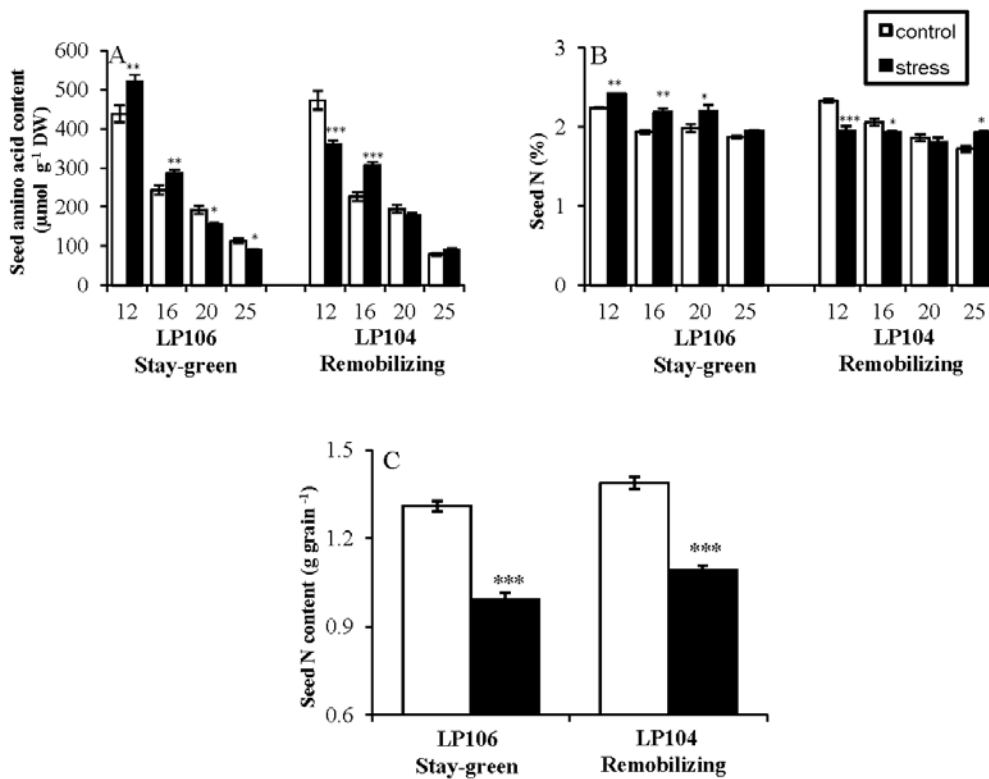 control
stress
A
Seed amino acid content
(µmol g⁻¹ DW)
600
500
400
300
200
100
0
** ** * *
*** ***
12 16 20 25 12 16 20 25
LP106 LP104
Stay-green Remobilizing
B
Seed N (%)
3
2
1
0
** ** *
*** * *
12 16 20 25 12 16 20 25
LP106 LP104
Stay-green Remobilizing
C
Seed N content (g grain ⁻¹)
1.5
1.2
0.9
0.6
*** ***
LP106 LP104
Stay-green Remobilizing